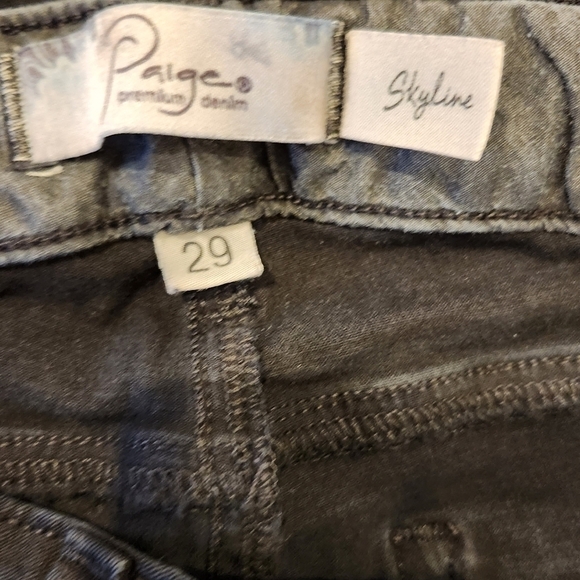 Paige®
premium denim
Skyline
29